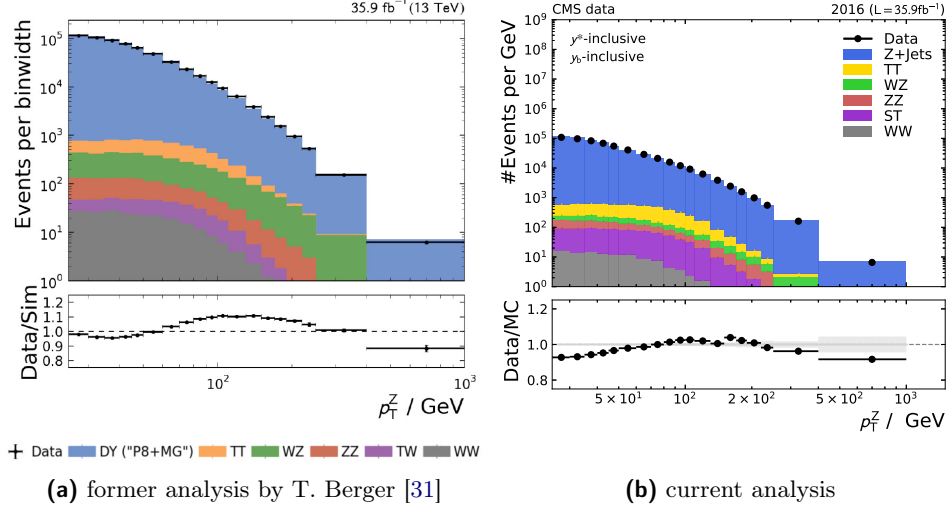 35.9 fb⁻¹(13 TeV)
Events per binwidth
10⁵
10⁴
10³
10²
10¹
10⁰
Data/Sim
1.1
1.0
0.9
0.8
10²
10³
p_T^Z / GeV
Data DY ("P8+MG") TT WZ ZZ TW WW
(a) former analysis by T. Berger [31]
CMS data 2016 (L=35.9fb⁻¹)
#Events per GeV
10⁹
10⁸
10⁷
10⁶
10⁵
10⁴
10³
10²
10¹
10⁰
y*-inclusive
y_b-inclusive
Data
Z+Jets
TT
WZ
ZZ
ST
WW
Data/MC
1.2
1.0
0.8
5×10¹ 10² 2×10² 5×10² 10³
p_T^Z / GeV
(b) current analysis